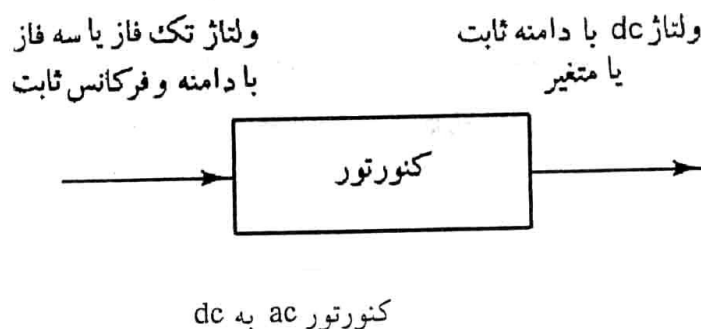 ولتاژ تک فاز یا سه فاز
با دامنه و فرکانس ثابت
ولتاژ dc با دامنه ثابت
یا متغیر
کنورتور
کنورتور ac به dc